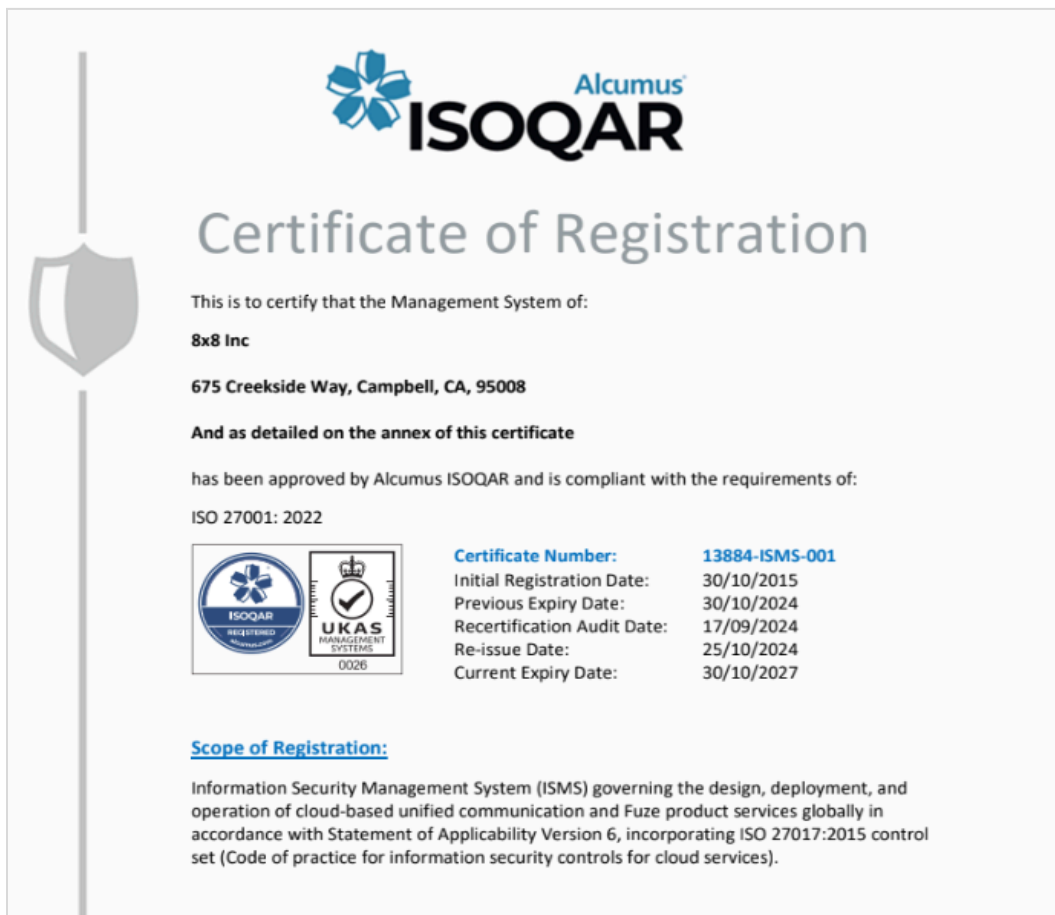 Alcumus®
ISOQAR
Certificate of Registration
This is to certify that the Management System of:
8x8 Inc
675 Creekside Way, Campbell, CA, 95008
And as detailed on the annex of this certificate
has been approved by Alcumus ISOQAR and is compliant with the requirements of:
ISO 27001: 2022
ISOQAR
REGISTERED
alcumus.com
UKAS
MANAGEMENT
SYSTEMS
0026
Certificate Number: 13884-ISMS-001
Initial Registration Date: 30/10/2015
Previous Expiry Date: 30/10/2024
Recertification Audit Date: 17/09/2024
Re-issue Date: 25/10/2024
Current Expiry Date: 30/10/2027
Scope of Registration:
Information Security Management System (ISMS) governing the design, deployment, and
operation of cloud-based unified communication and Fuze product services globally in
accordance with Statement of Applicability Version 6, incorporating ISO 27017:2015 control
set (Code of practice for information security controls for cloud services).